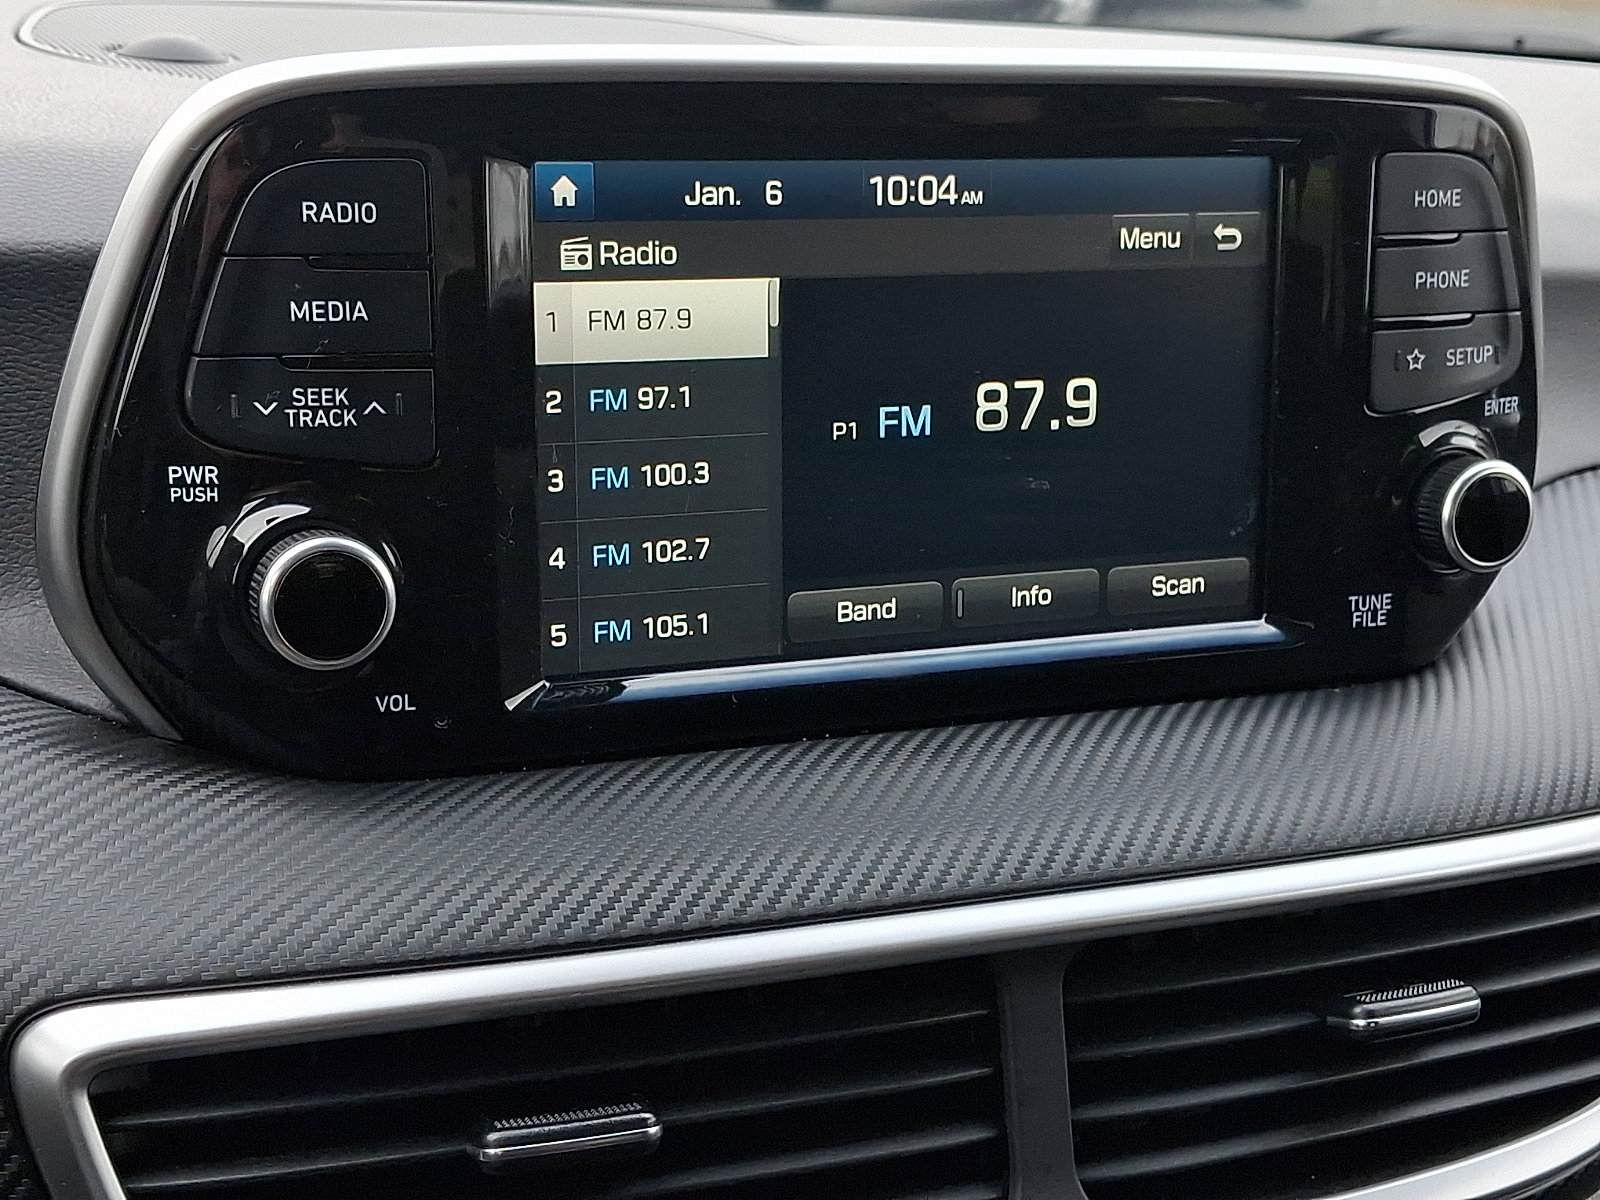 Jan. 6 10:04 AM
Radio
Menu
1 FM 87.9
2 FM 97.1
3 FM 100.3
4 FM 102.7
5 FM 105.1
P1 FM 87.9
Band
Info
Scan
RADIO
MEDIA
SEEK
TRACK
PWR
PUSH
VOL
HOME
PHONE
SETUP
ENTER
TUNE
FILE